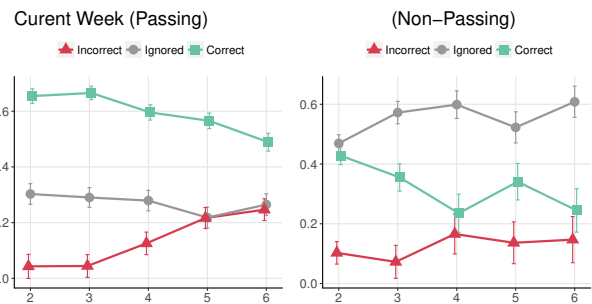 Curent Week (Passing)
(Non−Passing)
Incorrect Ignored Correct
Incorrect Ignored Correct
.6
.4
.2
.0
2 3 4 5 6
0.6
0.4
0.2
0.0
2 3 4 5 6